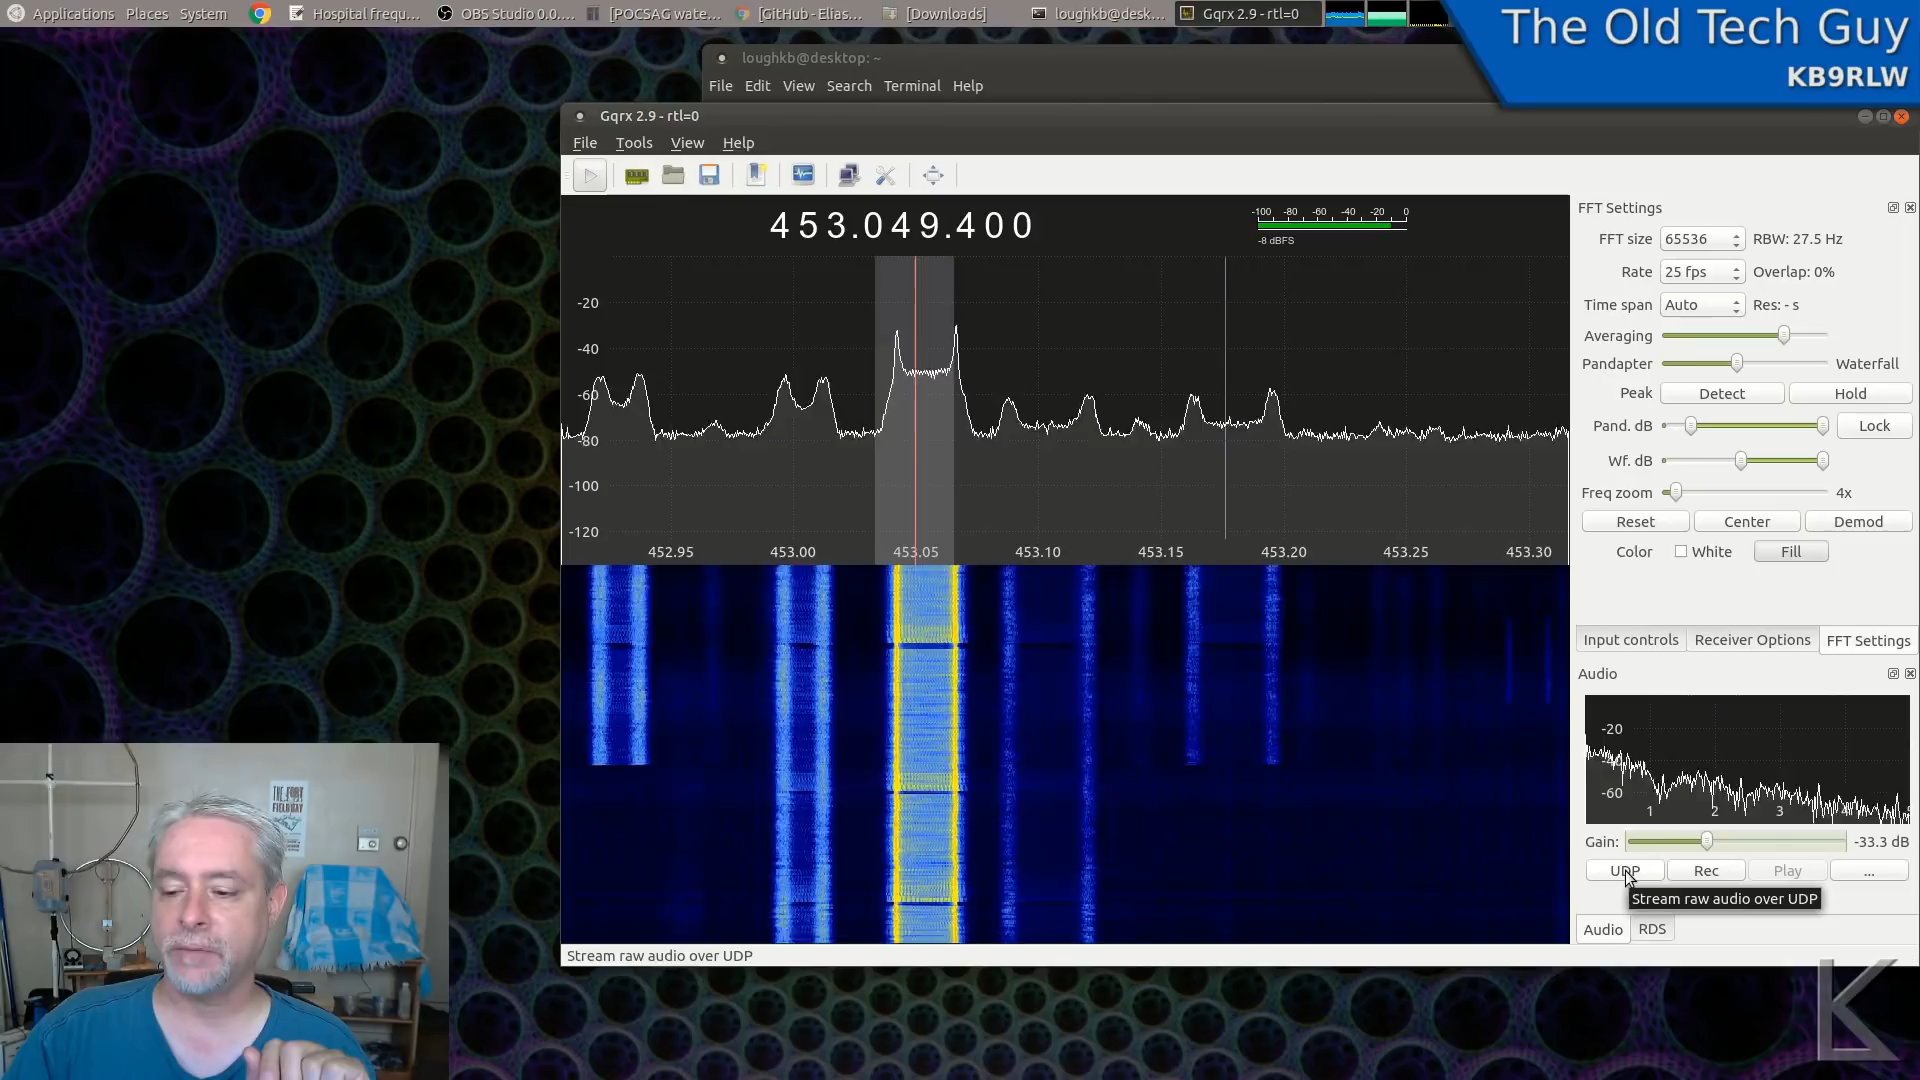 Applications Places System Hospital frequ... OBS Studio 0.0.... [POCSAG wate... [GitHub - Elias... [Downloads] loughkb@desk... Gqrx 2.9 - rtl=0
The Old Tech Guy
KB9RLW
loughkb@desktop: ~
File Edit View Search Terminal Help
Gqrx 2.9 - rtl=0
File Tools View Help
453.049.400
-100 -80 -60 -40 -20 0
-8 dBFS
-20
-40
-60
-80
-100
-120
452.95 453.00 453.05 453.10 453.15 453.20 453.25 453.30
FFT Settings
FFT size 65536 RBW: 27.5 Hz
Rate 25 fps Overlap: 0%
Time span Auto Res: - s
Averaging
Pandapter Waterfall
Peak Detect Hold
Pand. dB Lock
Wf. dB
Freq zoom 4x
Reset Center Demod
Color White Fill
Input controls Receiver Options FFT Settings
Audio
-20
-60
1 2 3
Gain: -33.3 dB
UDP Rec Play ...
Stream raw audio over UDP
Audio RDS
Stream raw audio over UDP
THE FORT
FIELD DAY
K